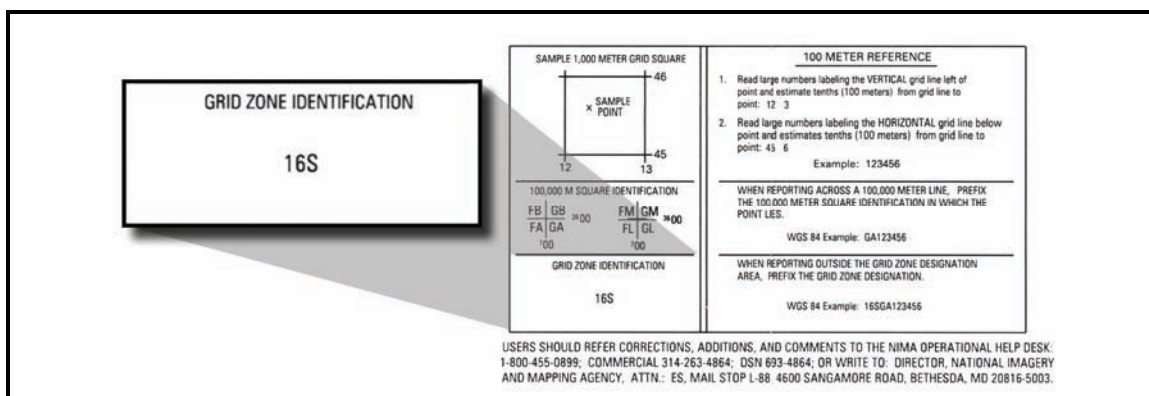 GRID ZONE IDENTIFICATION
16S
SAMPLE 1,000 METER GRID SQUARE
46
× SAMPLE
POINT
45
12 13
100,000 M SQUARE IDENTIFICATION
FB GB ³⁹00 FM GM ³⁹00
FA GA FL GL
⁷00 ⁷00
GRID ZONE IDENTIFICATION
16S
100 METER REFERENCE
1. Read large numbers labeling the VERTICAL grid line left of
point and estimate tenths (100 meters) from grid line to
point: 12 3
2. Read large numbers labeling the HORIZONTAL grid line below
point and estimates tenths (100 meters) from grid line to
point: 45 6
Example: 123456
WHEN REPORTING ACROSS A 100,000 METER LINE, PREFIX
THE 100,000 METER SQUARE IDENTIFICATION IN WHICH THE
POINT LIES.
WGS 84 Example: GA123456
WHEN REPORTING OUTSIDE THE GRID ZONE DESIGNATION
AREA, PREFIX THE GRID ZONE DESIGNATION.
WGS 84 Example: 16SGA123456
USERS SHOULD REFER CORRECTIONS, ADDITIONS, AND COMMENTS TO THE NIMA OPERATIONAL HELP DESK:
1-800-455-0899; COMMERCIAL 314-263-4864; DSN 693-4864; OR WRITE TO: DIRECTOR, NATIONAL IMAGERY
AND MAPPING AGENCY, ATTN.: ES, MAIL STOP L-88 4600 SANGAMORE ROAD, BETHESDA, MD 20816-5003.